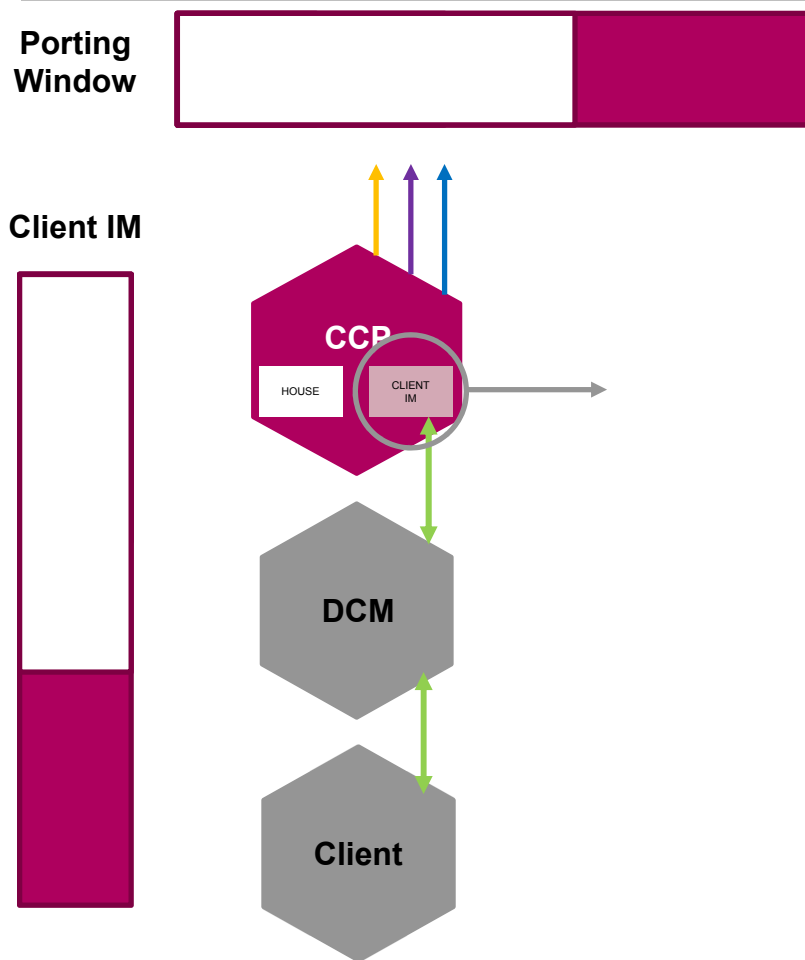 Porting
Window
Client IM
CCP
HOUSE
CLIENT
IM
DCM
Client